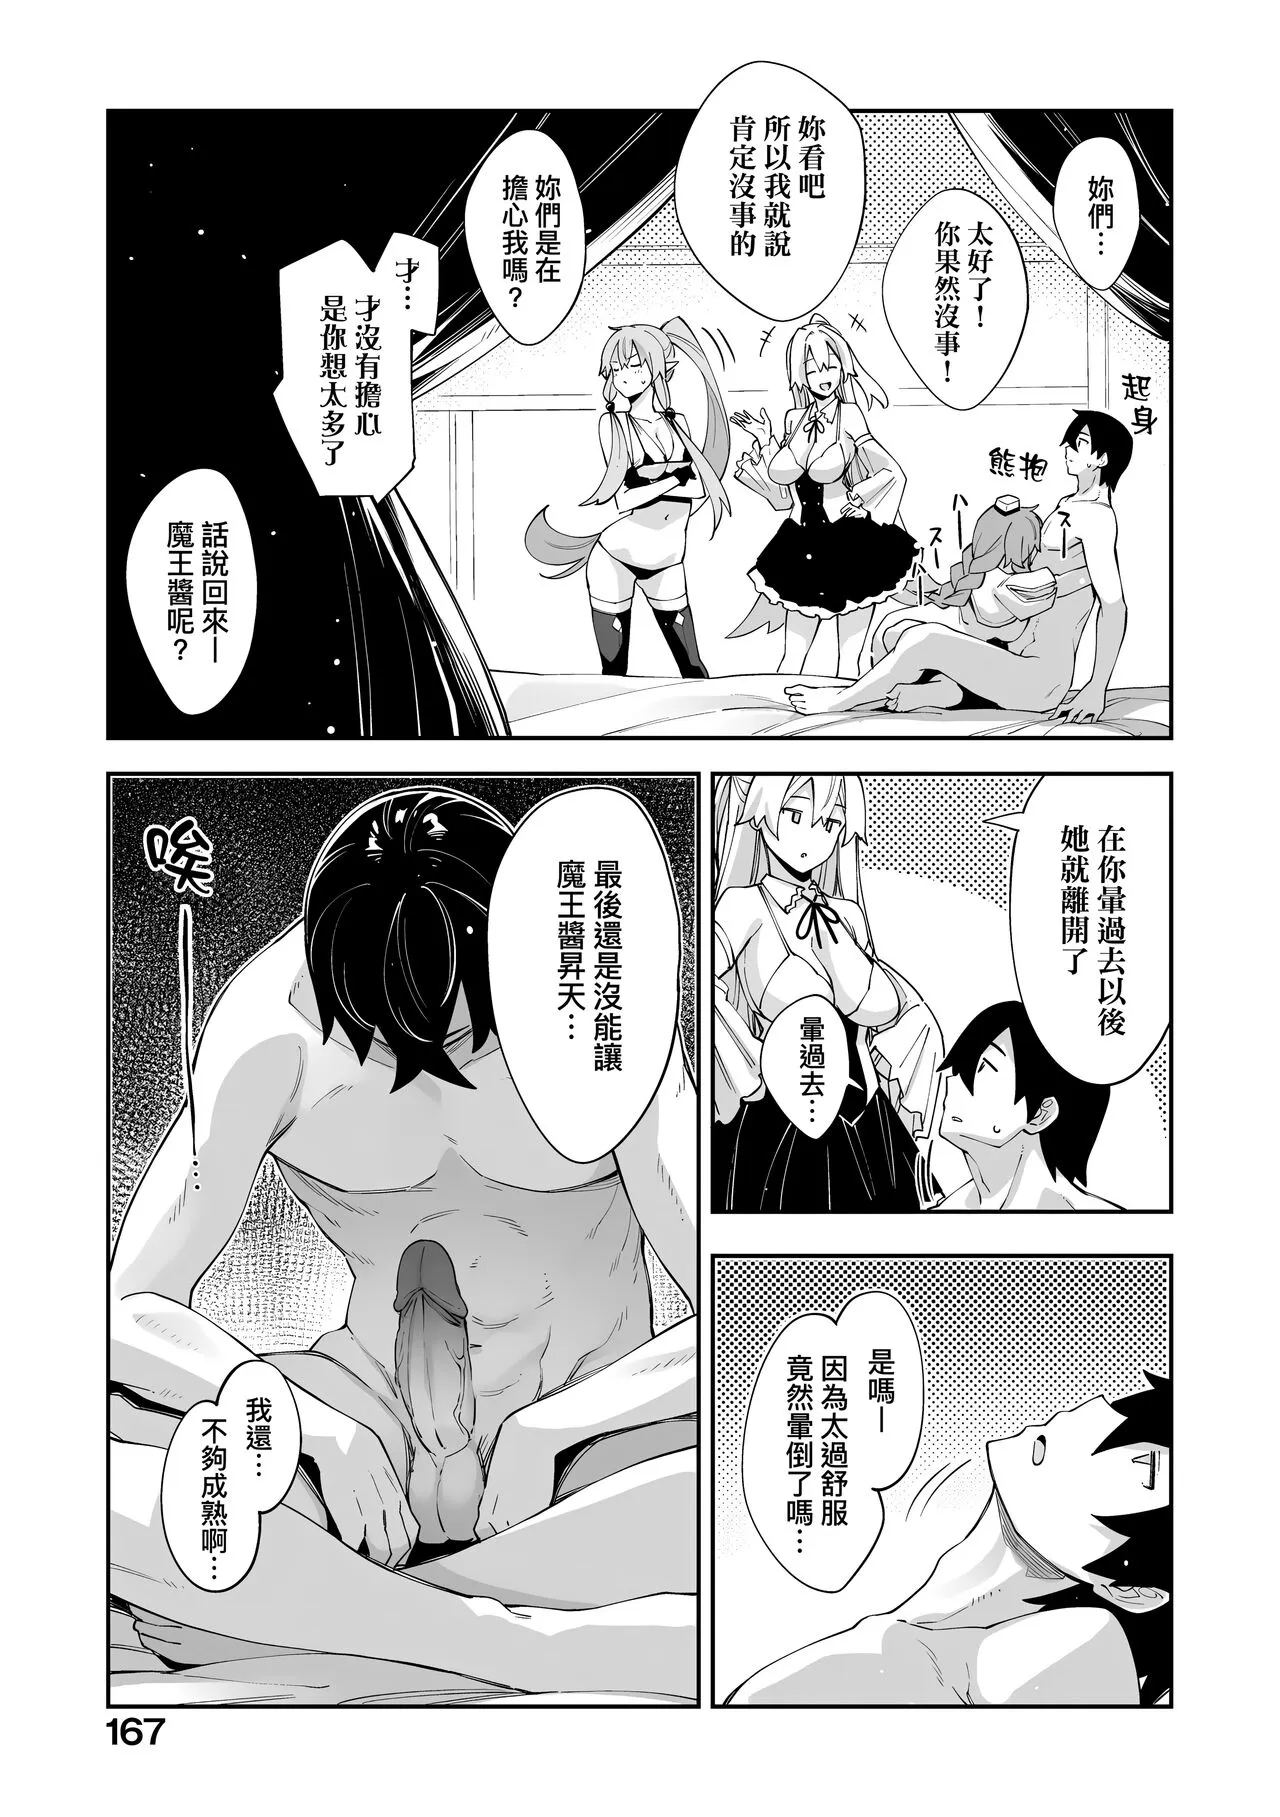 妳們…
起身
太好了！
你果然沒事！
熊抱
スー
スー
ハー
妳看吧
所以我就說
肯定沒事的
妳們是在
擔心我嗎？
才…
才沒有擔心
是你想太多了
話說回來—
魔王醬呢？
在你暈過去以後
她就離開了
暈過去…
是嗎—
因為太過舒服
竟然暈倒了嗎…
最後還是沒能讓
魔王醬昇天…
唉
我還…
不夠成熟啊…
167